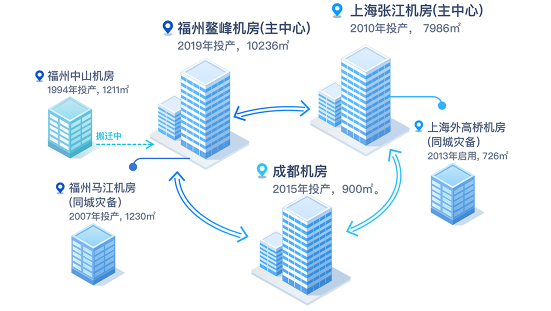 福州鳌峰机房(主中心)
2019年投产，10236㎡
上海张江机房(主中心)
2010年投产， 7986㎡
福州中山机房
1994年投产, 1211㎡
搬迁中
上海外高桥机房
(同城灾备)
2013年启用, 726㎡
福州马江机房
(同城灾备)
2007年投产, 1230㎡
成都机房
2015年投产，900㎡。